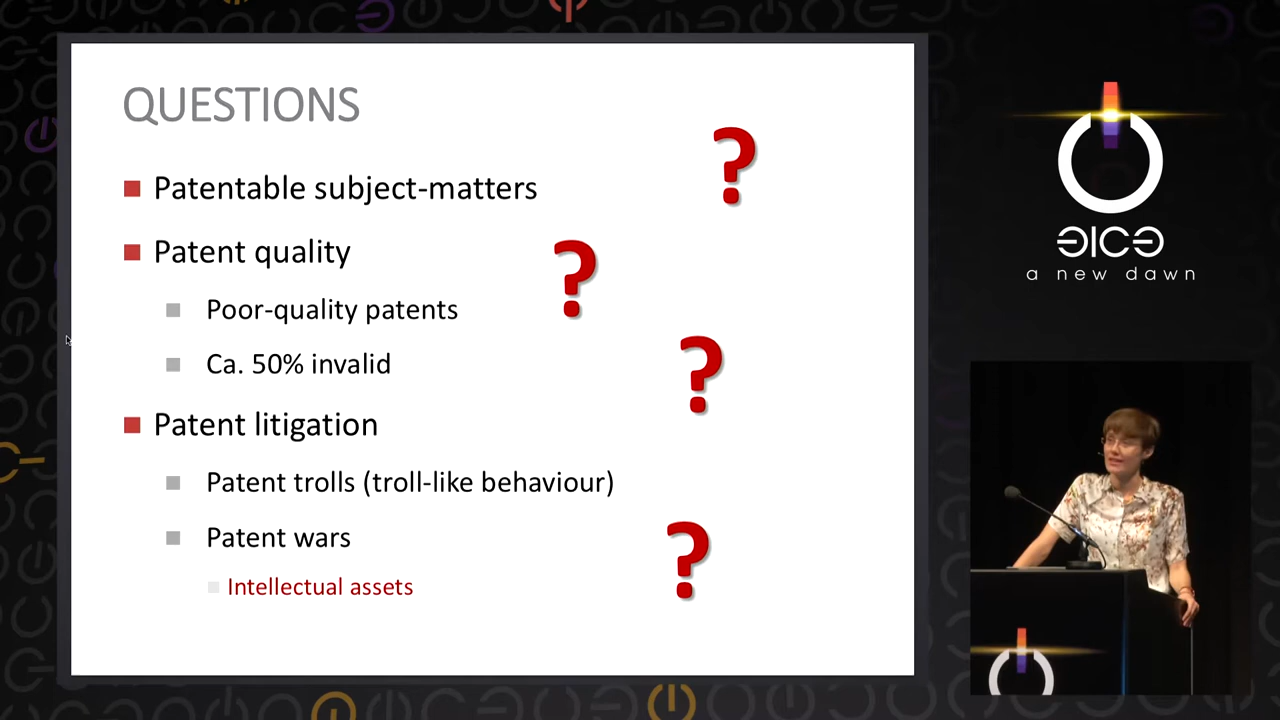 QUESTIONS
Patentable subject-matters
?
Patent quality
?
Poor-quality patents
Ca. 50% invalid
?
Patent litigation
Patent trolls (troll-like behaviour)
Patent wars
?
Intellectual assets
ƎICƎ
a new dawn